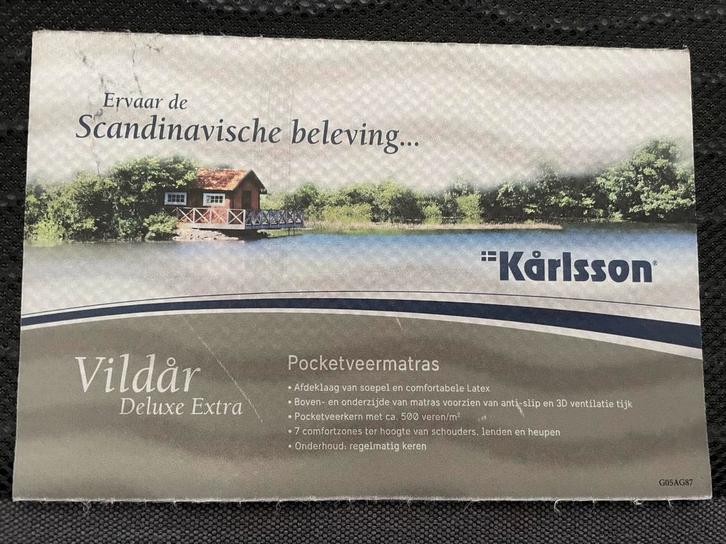 Ervaar de
Scandinavische beleving...
Kårlsson®
Vildår
Deluxe Extra
Pocketveermatras
• Afdeklaag van soepel en comfortabele Latex
• Boven- en onderzijde van matras voorzien van anti-slip en 3D ventilatie tijk
• Pocketveerkern met ca. 500 veren/m²
• 7 comfortzones ter hoogte van schouders, lenden en heupen
• Onderhoud: regelmatig keren
G05AG87